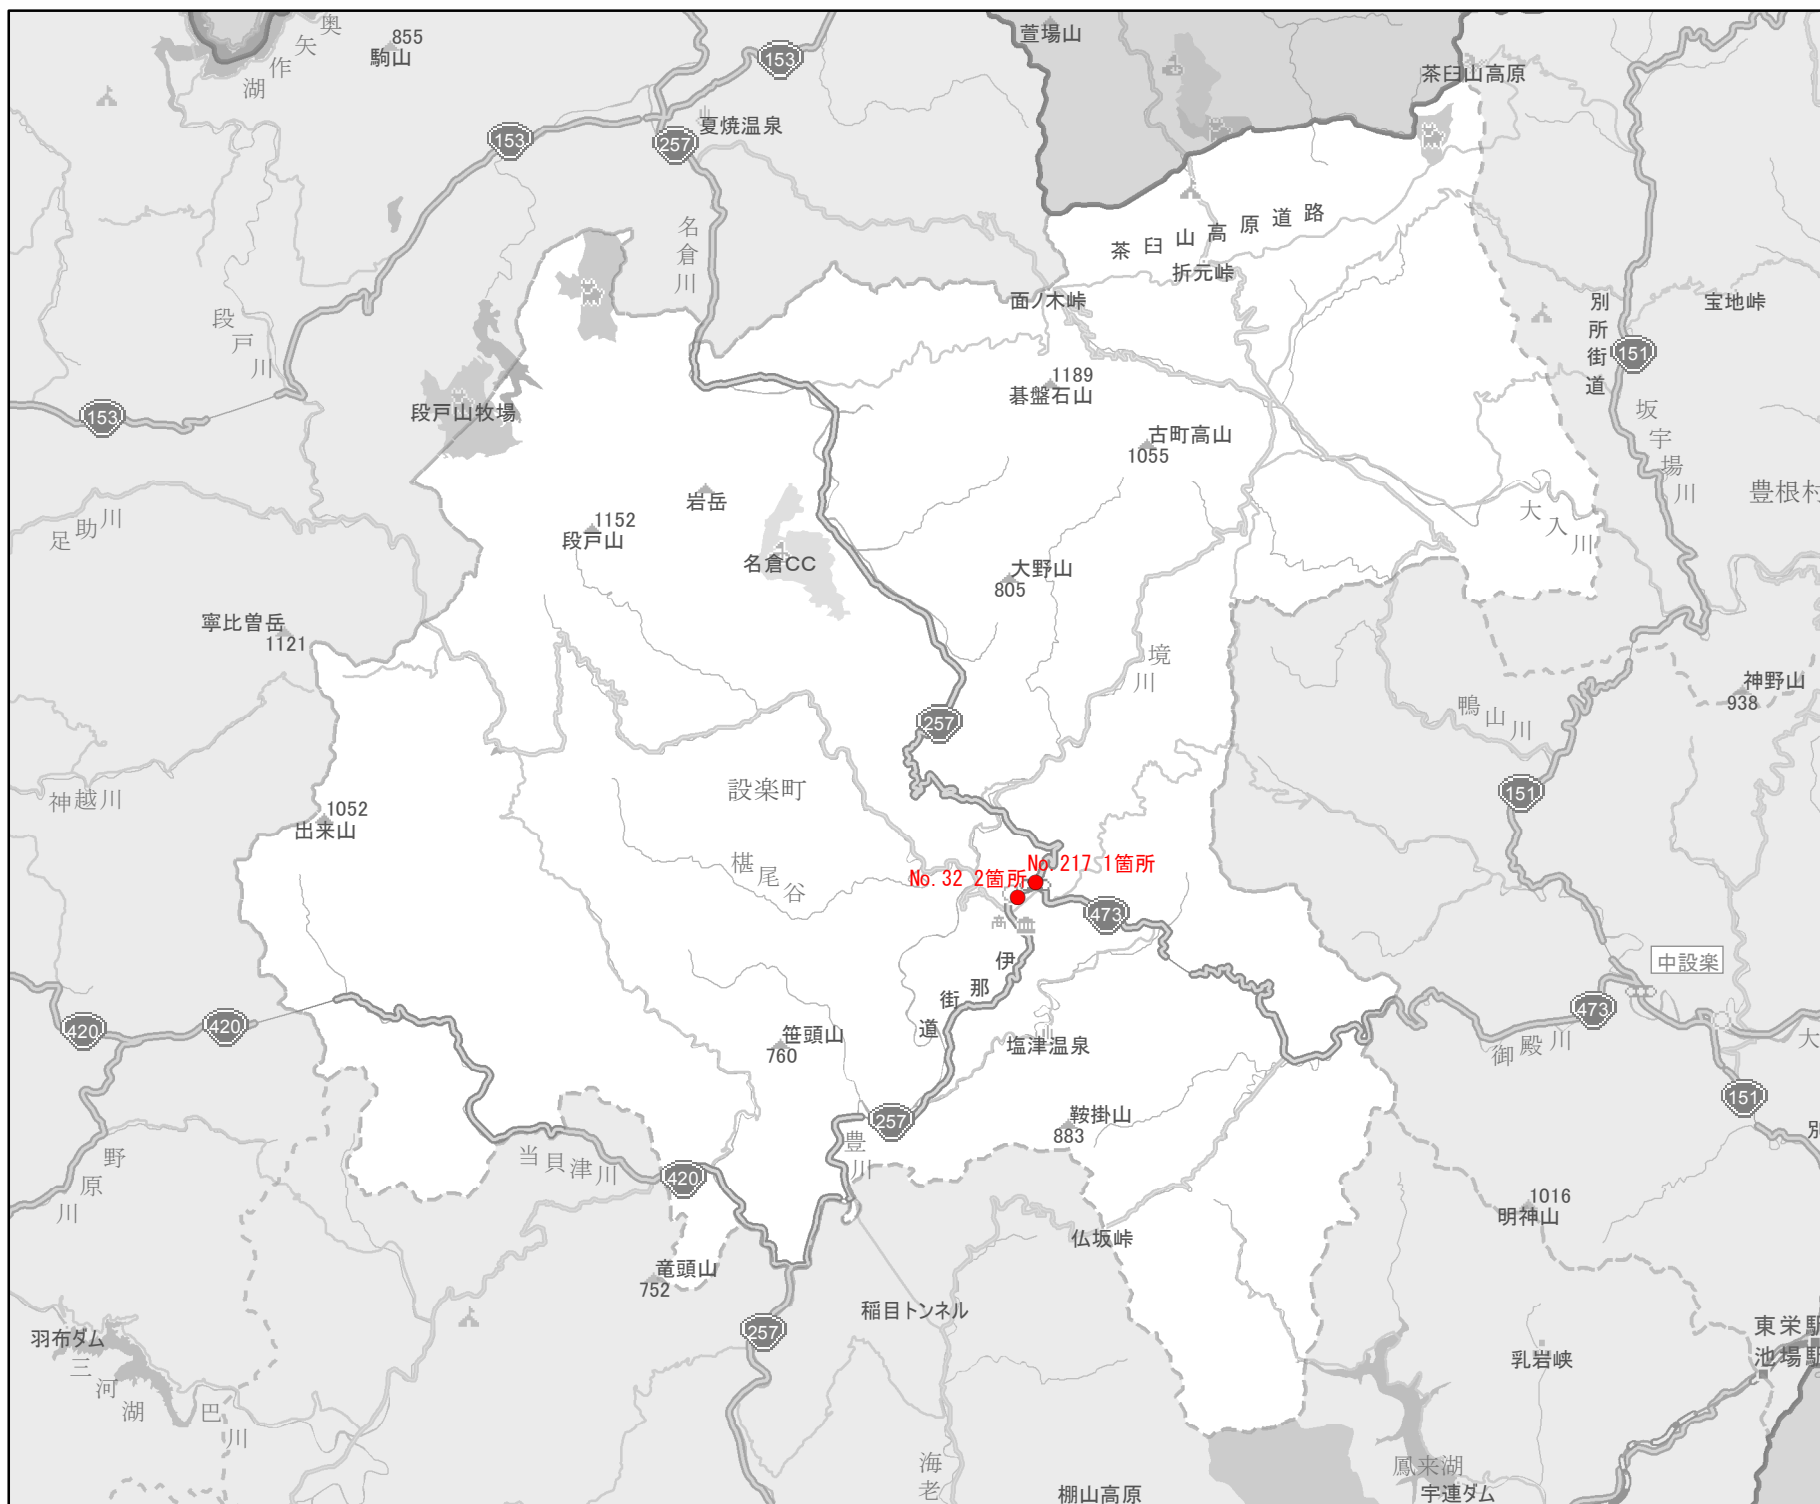 奥矢作湖
855
駒山
153
萱場山
茶臼山高原
153
257
夏焼温泉
名倉川
茶臼山高原道路
折元峠
面ノ木峠
別所街道
宝地峠
段戸川
151
153
段戸山牧場
1189
碁盤石山
古町高山
1055
坂宇場川
豊根村
岩岳
足助川
1152
段戸山
名倉CC
大入川
大野山
805
寧比曽岳
1121
境川
神野山
938
鴨山川
257
設楽町
神越川
151
1052
出来山
椹尾谷
No.217 1箇所
No.32 2箇所
473
伊那街道
中設楽
420
420
473
笹頭山
760
塩津温泉
御殿川
大
151
257
鞍掛山
883
豊川
別
野原川
当貝津川
420
1016
明神山
仏坂峠
竜頭山
752
稲目トンネル
257
羽布ダム
三河湖
東栄駅
池場駅
乳岩峡
巴川
海老
鳳来湖
棚山高原
宇連ダム